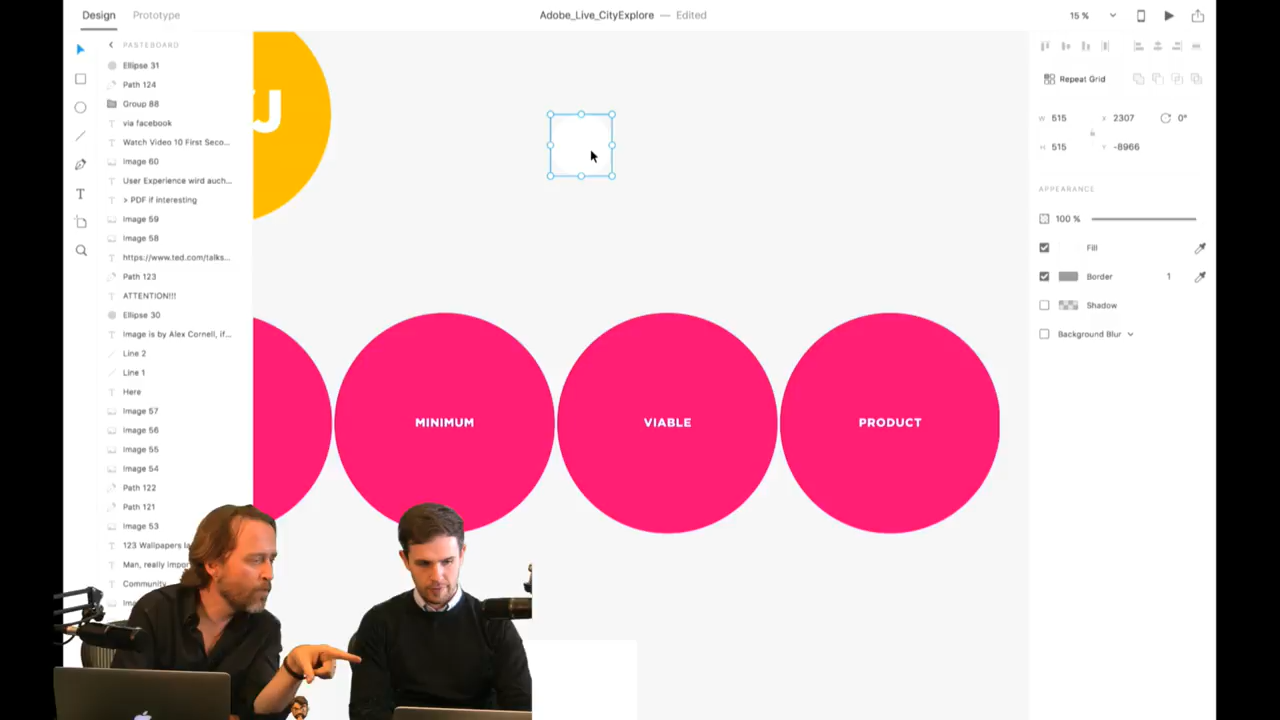 Design Prototype Adobe_Live_CityExplore — Edited 15 %
PASTEBOARD
Ellipse 31
Path 124
Group 88
via facebook
Watch Video 10 First Seco...
Image 60
User Experience wird auch...
> PDF if interesting
Image 59
Image 58
https://www.ted.com/talks...
Path 123
ATTENTION!!!
Ellipse 30
Image is by Alex Cornell, if...
Line 2
Line 1
Here
Image 57
Image 56
Image 55
Image 54
Path 122
Path 121
Image 53
123 Wallpapers
Man, really
Community
MINIMUM
VIABLE
PRODUCT
Repeat Grid
W 515 X 2307 0°
H 515 Y -8966
APPEARANCE
100 %
Fill
Border 1
Shadow
Background Blur